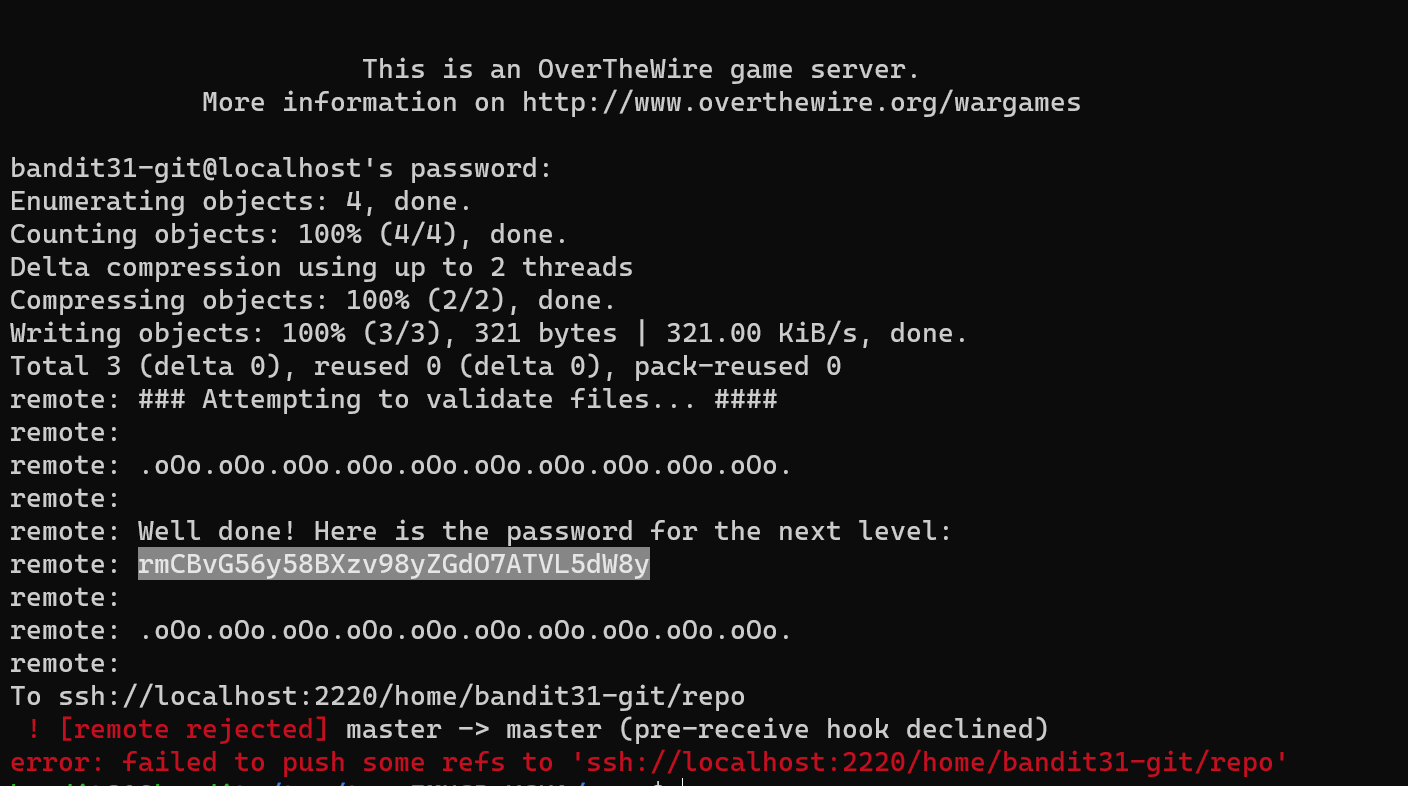 This is an OverTheWire game server.
More information on http://www.overthewire.org/wargames
bandit31-git@localhost's password:
Enumerating objects: 4, done.
Counting objects: 100% (4/4), done.
Delta compression using up to 2 threads
Compressing objects: 100% (2/2), done.
Writing objects: 100% (3/3), 321 bytes | 321.00 KiB/s, done.
Total 3 (delta 0), reused 0 (delta 0), pack-reused 0
remote: ### Attempting to validate files... ####
remote:
remote: .oOo.oOo.oOo.oOo.oOo.oOo.oOo.oOo.oOo.oOo.
remote:
remote: Well done! Here is the password for the next level:
remote: rmCBvG56y58BXzv98yZGdO7ATVL5dW8y
remote:
remote: .oOo.oOo.oOo.oOo.oOo.oOo.oOo.oOo.oOo.oOo.
remote:
To ssh://localhost:2220/home/bandit31-git/repo
! [remote rejected] master -> master (pre-receive hook declined)
error: failed to push some refs to 'ssh://localhost:2220/home/bandit31-git/repo'